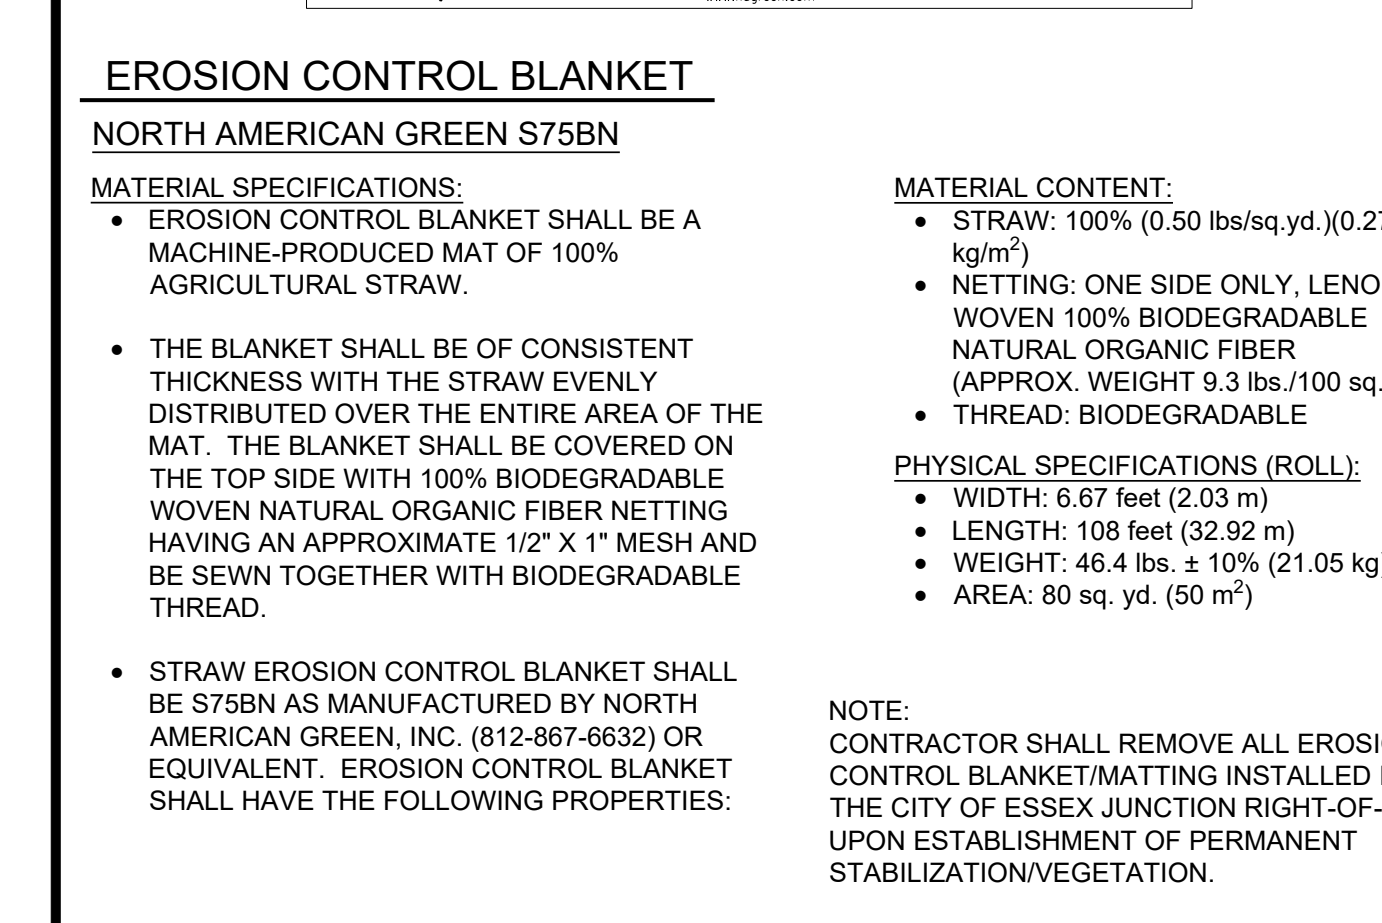 EROSION CONTROL BLANKET
NORTH AMERICAN GREEN S75BN
MATERIAL SPECIFICATIONS:
• EROSION CONTROL BLANKET SHALL BE A
MACHINE-PRODUCED MAT OF 100%
AGRICULTURAL STRAW.
• THE BLANKET SHALL BE OF CONSISTENT
THICKNESS WITH THE STRAW EVENLY
DISTRIBUTED OVER THE ENTIRE AREA OF THE
MAT. THE BLANKET SHALL BE COVERED ON
THE TOP SIDE WITH 100% BIODEGRADABLE
WOVEN NATURAL ORGANIC FIBER NETTING
HAVING AN APPROXIMATE 1/2" X 1" MESH AND
BE SEWN TOGETHER WITH BIODEGRADABLE
THREAD.
• STRAW EROSION CONTROL BLANKET SHALL
BE S75BN AS MANUFACTURED BY NORTH
AMERICAN GREEN, INC. (812-867-6632) OR
EQUIVALENT. EROSION CONTROL BLANKET
SHALL HAVE THE FOLLOWING PROPERTIES:
MATERIAL CONTENT:
• STRAW: 100% (0.50 lbs/sq.yd.)(0.27
kg/m²)
• NETTING: ONE SIDE ONLY, LENO
WOVEN 100% BIODEGRADABLE
NATURAL ORGANIC FIBER
(APPROX. WEIGHT 9.3 lbs./100 sq.
• THREAD: BIODEGRADABLE
PHYSICAL SPECIFICATIONS (ROLL):
• WIDTH: 6.67 feet (2.03 m)
• LENGTH: 108 feet (32.92 m)
• WEIGHT: 46.4 lbs. ± 10% (21.05 kg)
• AREA: 80 sq. yd. (50 m²)
NOTE:
CONTRACTOR SHALL REMOVE ALL
CONTROL BLANKET/MATTING INSTALLED
THE CITY OF ESSEX JUNCTION RIGHT-OF-
UPON ESTABLISHMENT OF PERMANENT
STABILIZATION/VEGETATION.